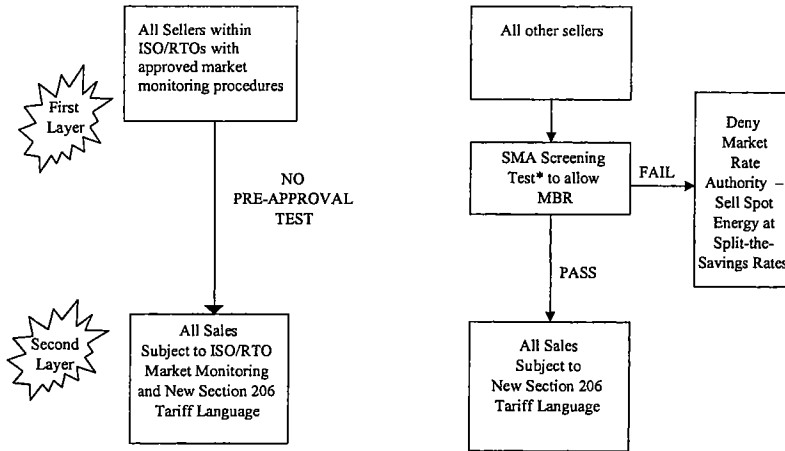 All Sellers within
ISO/RTOs with
approved market
monitoring procedures
First
Layer
NO
PRE-APPROVAL
TEST
Second
Layer
All Sales
Subject to ISO/RTO
Market Monitoring
and New Section 206
Tariff Language
All other sellers
SMA Screening
Test* to allow
MBR
FAIL
Deny
Market
Rate
Authority –
Sell Spot
Energy at
Split-the-
Savings Rates
PASS
All Sales
Subject to
New Section 206
Tariff Language